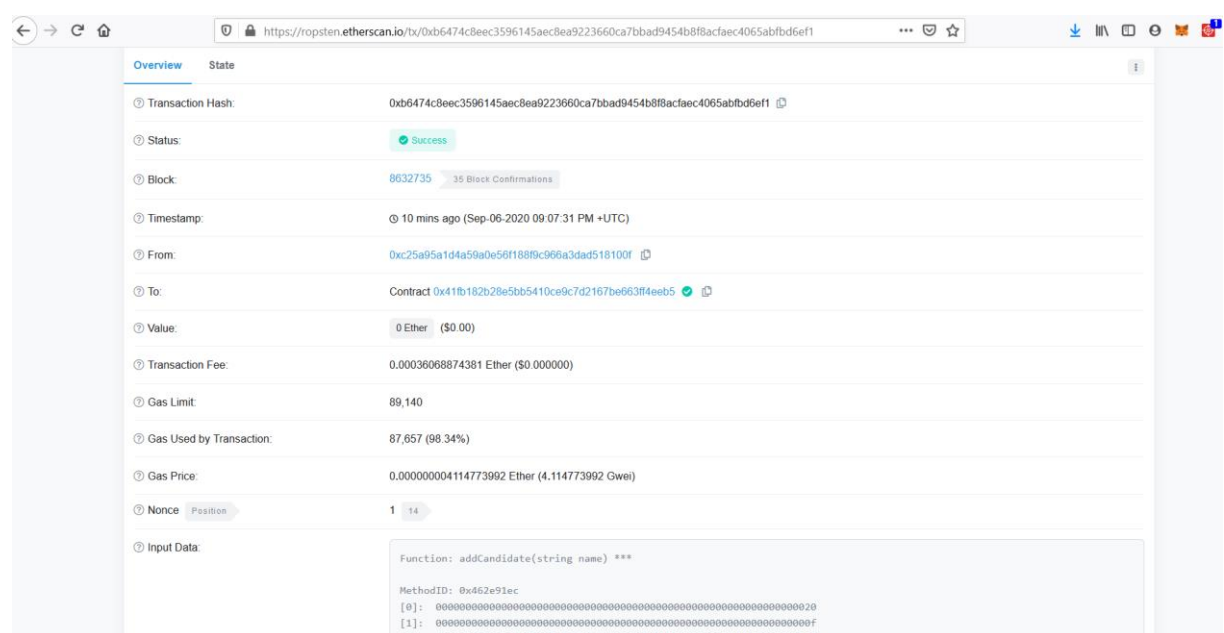 https://ropsten.etherscan.io/tx/0xb6474c8eec3596145aec8ea9223660ca7bbad9454b8f8acfaec4065abfbd6ef1
1
Overview State
Transaction Hash: 0xb6474c8eec3596145aec8ea9223660ca7bbad9454b8f8acfaec4065abfbd6ef1
Status: Success
Block: 8632735 35 Block Confirmations
Timestamp: 10 mins ago (Sep-06-2020 09:07:31 PM +UTC)
From: 0xc25a95a1d4a59a0e56f188f9c966a3dad518100f
To: Contract 0x41fb182b28e5bb5410ce9c7d2167be663ff4eeb5
Value: 0 Ether ($0.00)
Transaction Fee: 0.00036068874381 Ether ($0.000000)
Gas Limit: 89,140
Gas Used by Transaction: 87,657 (98.34%)
Gas Price: 0.000000004114773992 Ether (4.114773992 Gwei)
Nonce Position 1 14
Input Data:
Function: addCandidate(string name) ***
MethodID: 0x462e91ec
[0]: 0000000000000000000000000000000000000000000000000000000000000020
[1]: 000000000000000000000000000000000000000000000000000000000000000f